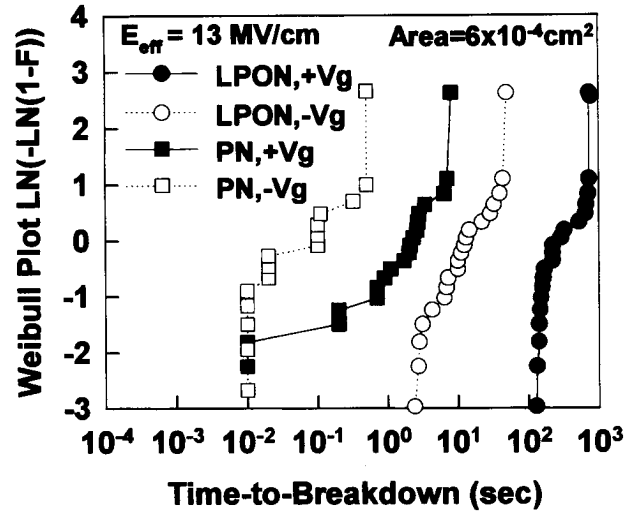 E_eff = 13 MV/cm Area=6x10^-4cm^2
LPON,+Vg
LPON,-Vg
PN,+Vg
PN,-Vg
Weibull Plot LN(-LN(1-F))
4
3
2
1
0
-1
-2
-3
10^-4 10^-3 10^-2 10^-1 10^0 10^1 10^2 10^3
Time-to-Breakdown (sec)